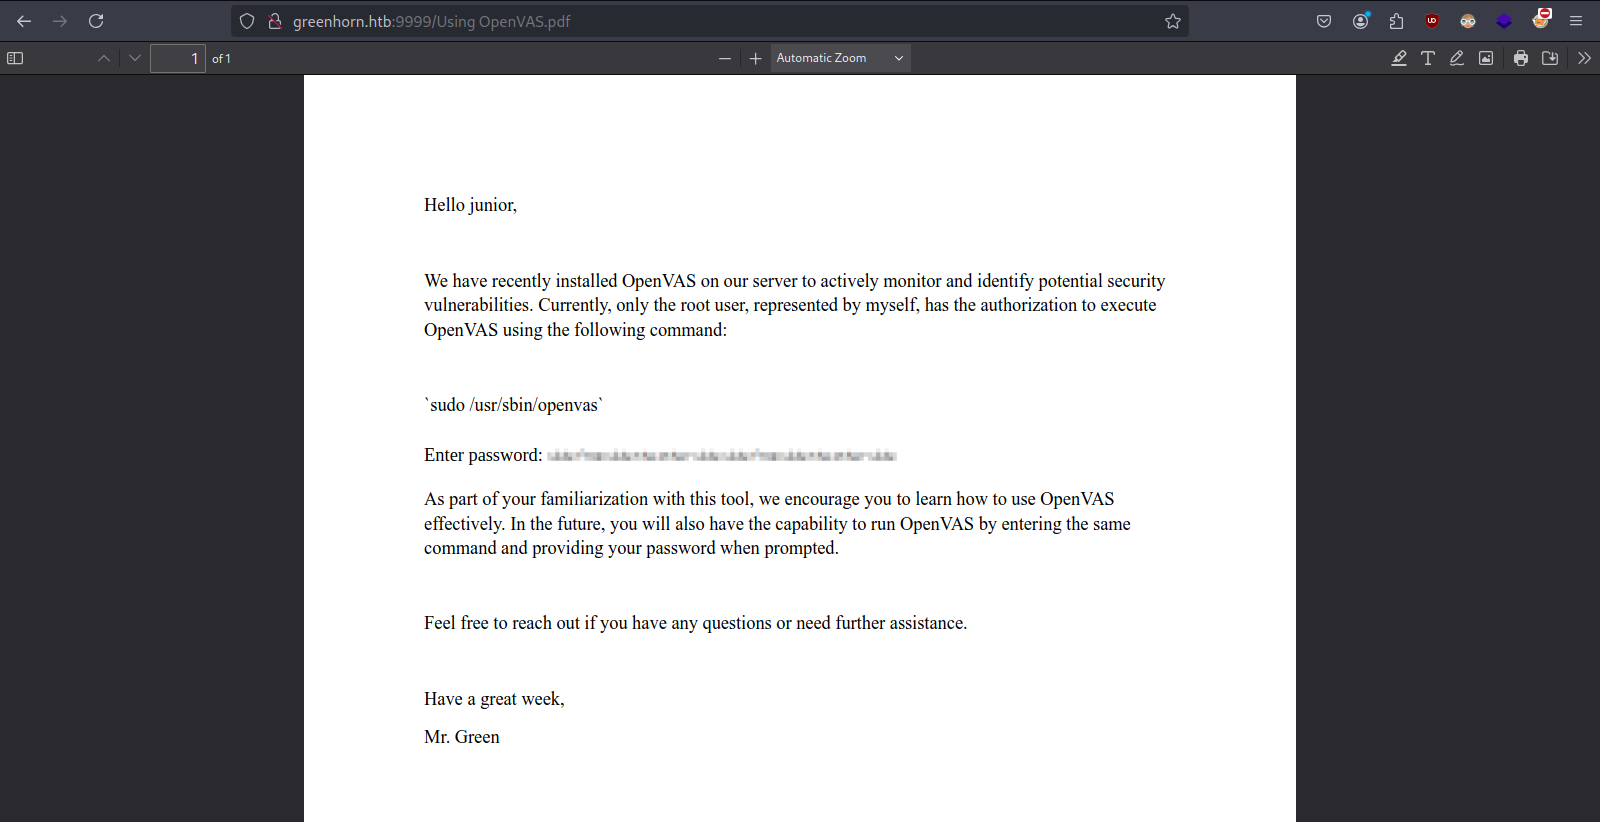 greenhorn.htb:9999/Using OpenVAS.pdf
1 of 1 Automatic Zoom
Hello junior,
We have recently installed OpenVAS on our server to actively monitor and identify potential security
vulnerabilities. Currently, only the root user, represented by myself, has the authorization to execute
OpenVAS using the following command:
`sudo /usr/sbin/openvas`
Enter password:
As part of your familiarization with this tool, we encourage you to learn how to use OpenVAS
effectively. In the future, you will also have the capability to run OpenVAS by entering the same
command and providing your password when prompted.
Feel free to reach out if you have any questions or need further assistance.
Have a great week,
Mr. Green